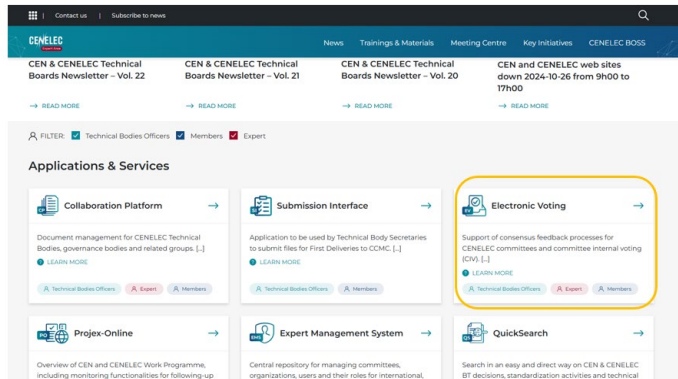 Contact us | Subscribe to news
CENELEC
News Trainings & Materials Meeting Centre Key Initiatives CENELEC BOSS
CEN & CENELEC Technical
Boards Newsletter – Vol. 22
→ READ MORE
CEN & CENELEC Technical
Boards Newsletter – Vol. 21
→ READ MORE
CEN & CENELEC Technical
Boards Newsletter – Vol. 20
→ READ MORE
CEN and CENELEC web sites
down 2024-10-26 from 9h00 to
17h00
→ READ MORE
FILTER: Technical Bodies Officers Members Expert
Applications & Services
CP
Collaboration Platform →
Document management for CENELEC Technical
Bodies, governance bodies and related groups. [...]
LEARN MORE
Technical Bodies Officers Expert Members
Submission Interface →
Application to be used by Technical Body Secretaries
to submit files for First Deliveries to CCMC. [...]
LEARN MORE
Technical Bodies Officers Members
EV
Electronic Voting →
Support of consensus feedback processes for
CENELEC committees and committee internal voting
(CIV). [...]
LEARN MORE
Technical Bodies Officers Expert Members
PO
Projex-Online →
Overview of CEN and CENELEC Work Programme,
including monitoring functionalities for following-up
EMS
Expert Management System →
Central repository for managing committees,
organizations, users and their roles for international,
QS
QuickSearch →
Search in an easy and direct way on CEN & CENELEC
BT decisions, standardization activities and technical